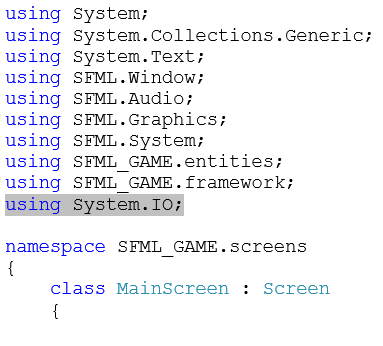 using System;
using System.Collections.Generic;
using System.Text;
using SFML.Window;
using SFML.Audio;
using SFML.Graphics;
using SFML.System;
using SFML_GAME.entities;
using SFML_GAME.framework;
using System.IO;
namespace SFML_GAME.screens
{
class MainScreen : Screen
{